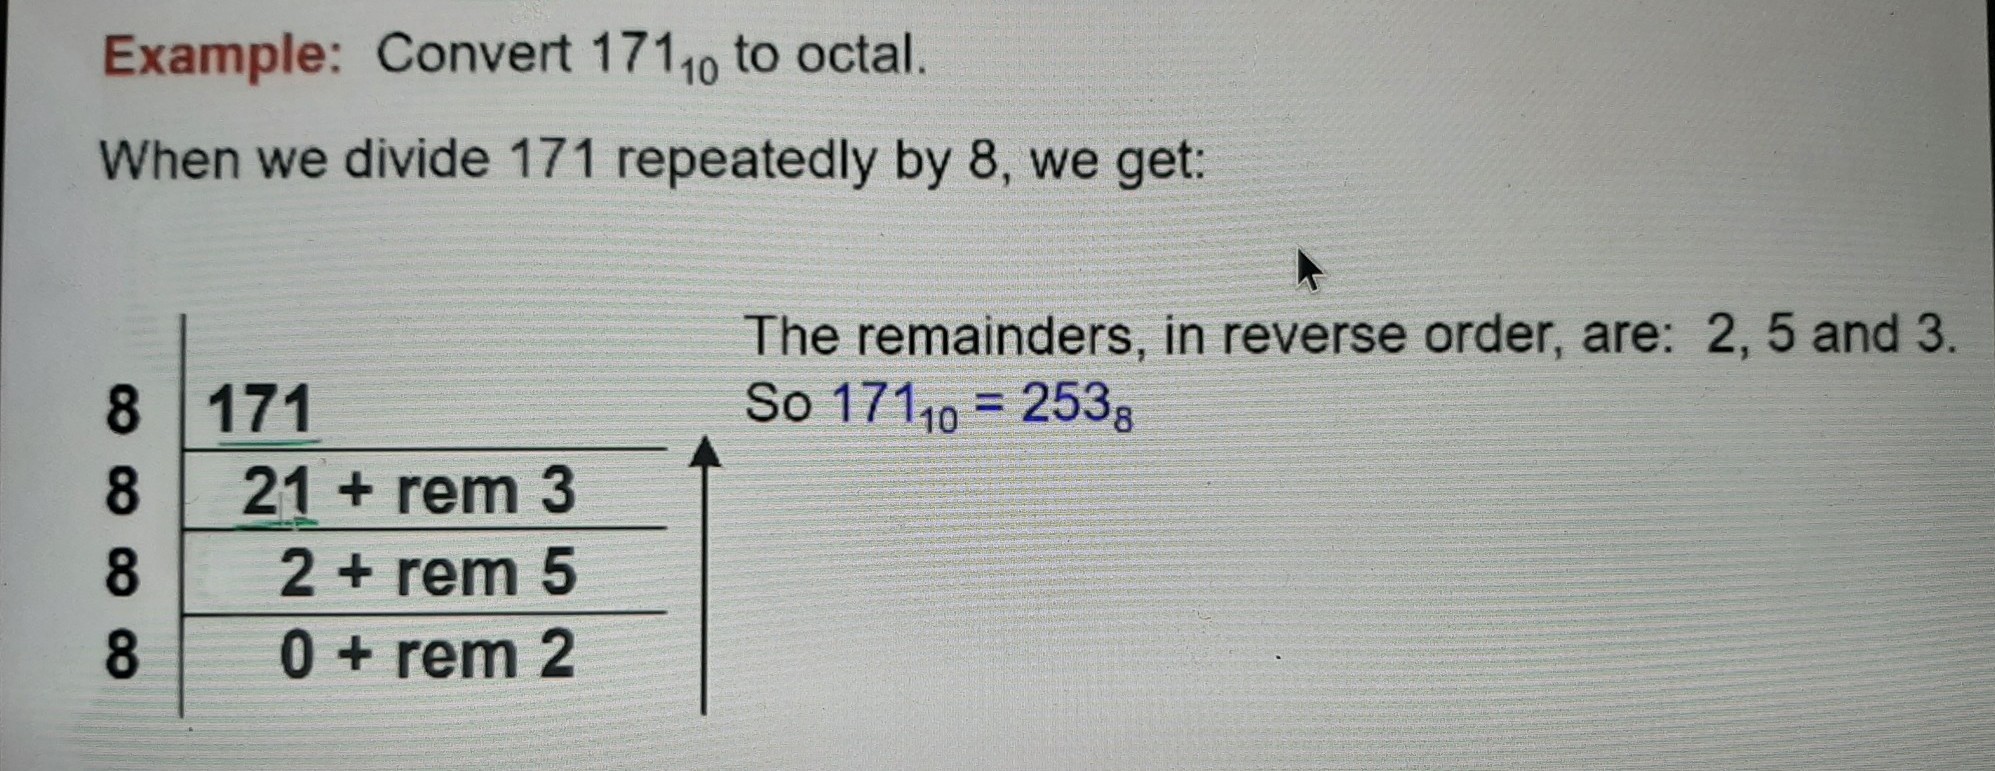 Example: Convert 171₁₀ to octal.
When we divide 171 repeatedly by 8, we get:
The remainders, in reverse order, are: 2, 5 and 3.
So 171₁₀ = 253₈
8 171
8 21 + rem 3
8 2 + rem 5
8 0 + rem 2